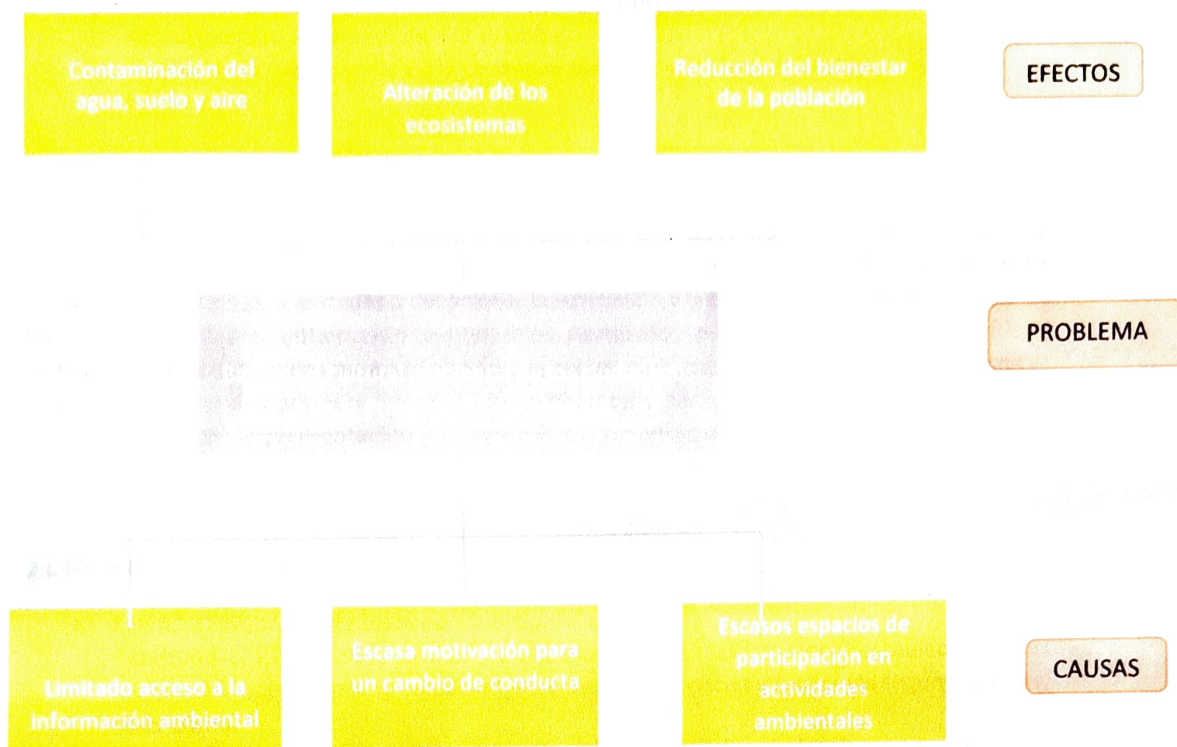 Contaminación del
agua, suelo y aire
Alteración de los
ecosistemas
Reducción del bienestar
de la población
EFECTOS
PROBLEMA
Limitado acceso a la
información ambiental
Escasa motivación para
un cambio de conducta
Escasos espacios de
participación en
actividades
ambientales
CAUSAS